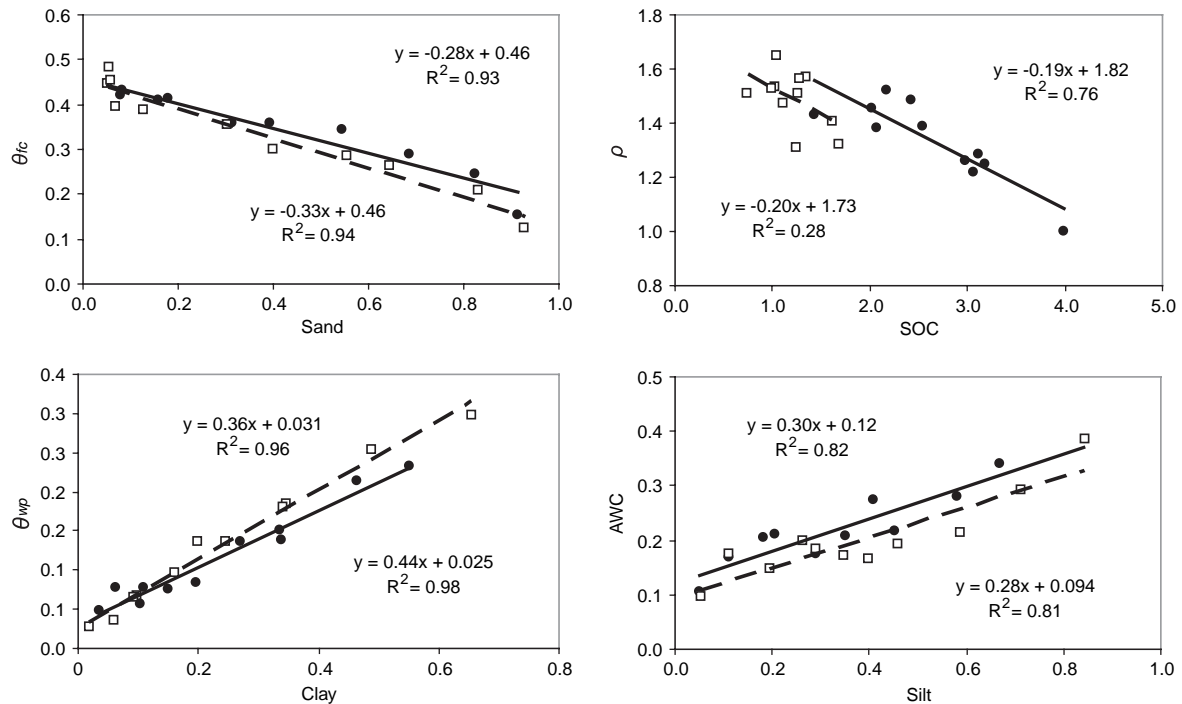 0.6
0.5
0.4
0.3
0.2
0.1
0.0
θfc
y = -0.28x + 0.46
R² = 0.93
y = -0.33x + 0.46
R² = 0.94
0.0 0.2 0.4 0.6 0.8 1.0
Sand
1.8
1.6
1.4
1.2
1.0
0.8
ρ
y = -0.19x + 1.82
R² = 0.76
y = -0.20x + 1.73
R² = 0.28
0.0 1.0 2.0 3.0 4.0 5.0
SOC
0.4
0.3
0.3
0.2
0.2
0.1
0.1
0.0
θwp
y = 0.36x + 0.031
R² = 0.96
y = 0.44x + 0.025
R² = 0.98
0 0.2 0.4 0.6 0.8
Clay
0.5
0.4
0.3
0.2
0.1
0.0
AWC
y = 0.30x + 0.12
R² = 0.82
y = 0.28x + 0.094
R² = 0.81
0.0 0.2 0.4 0.6 0.8 1.0
Silt